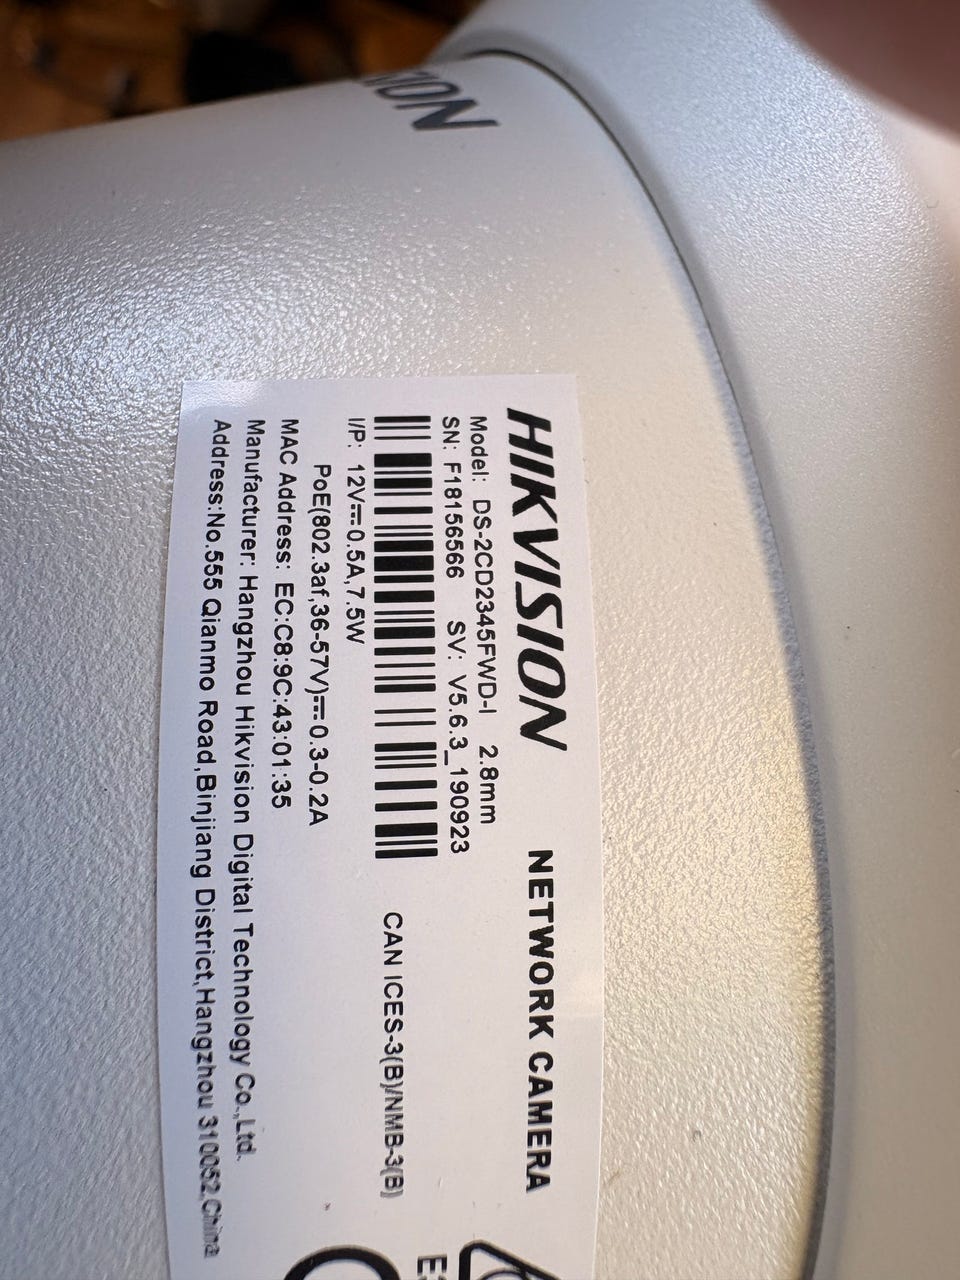 HIKVISION NETWORK CAMERA
Model: DS-2CD2345FWD-I 2.8mm
SN: F18156566 SV: V5.6.3_190923
CAN ICES-3(B)/NMB-3(B)
I/P: 12V⎓0.5A,7.5W
PoE(802.3af,36-57V)⎓0.3-0.2A
MAC Address: EC:C8:9C:43:01:35
Manufacturer: Hangzhou Hikvision Digital Technology Co.,Ltd.
Address:No.555 Qianmo Road,Binjiang District,Hangzhou 310052,China